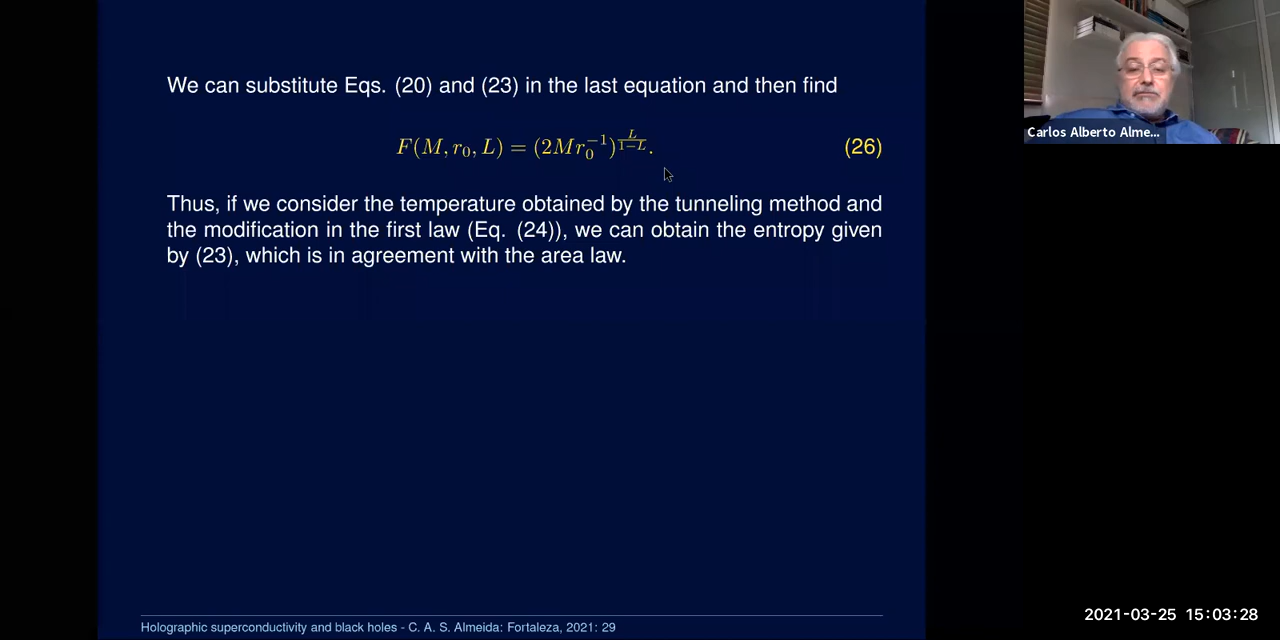 We can substitute Eqs. (20) and (23) in the last equation and then find
F(M, r₀, L) = (2Mr₀⁻¹)^{L/(1−L)}. (26)
Thus, if we consider the temperature obtained by the tunneling method and
the modification in the first law (Eq. (24)), we can obtain the entropy given
by (23), which is in agreement with the area law.
Holographic superconductivity and black holes - C. A. S. Almeida: Fortaleza, 2021: 29
Carlos Alberto Alme...
2021-03-25 15:03:28